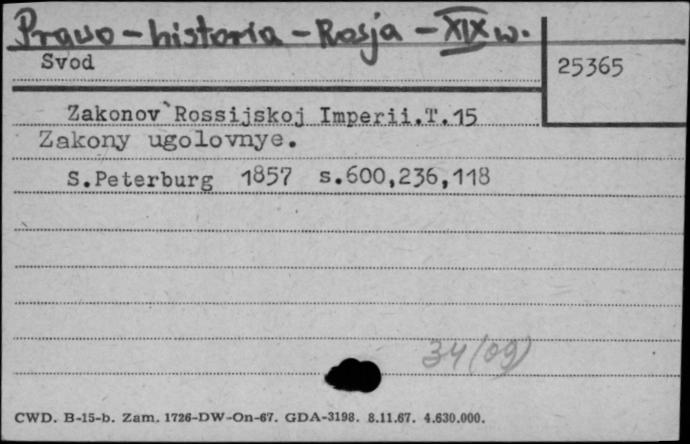 Prawo - historia - Rosja - XIX w.
Svod
25365
Zakonov Rossijskoj Imperii.T.15
Zakony ugolovnye.
S.Peterburg 1857 s.600,236,118
34(09)
CWD. B-15-b. Zam. 1726-DW-On-67. GDA-3198. 8.11.67. 4.630.000.